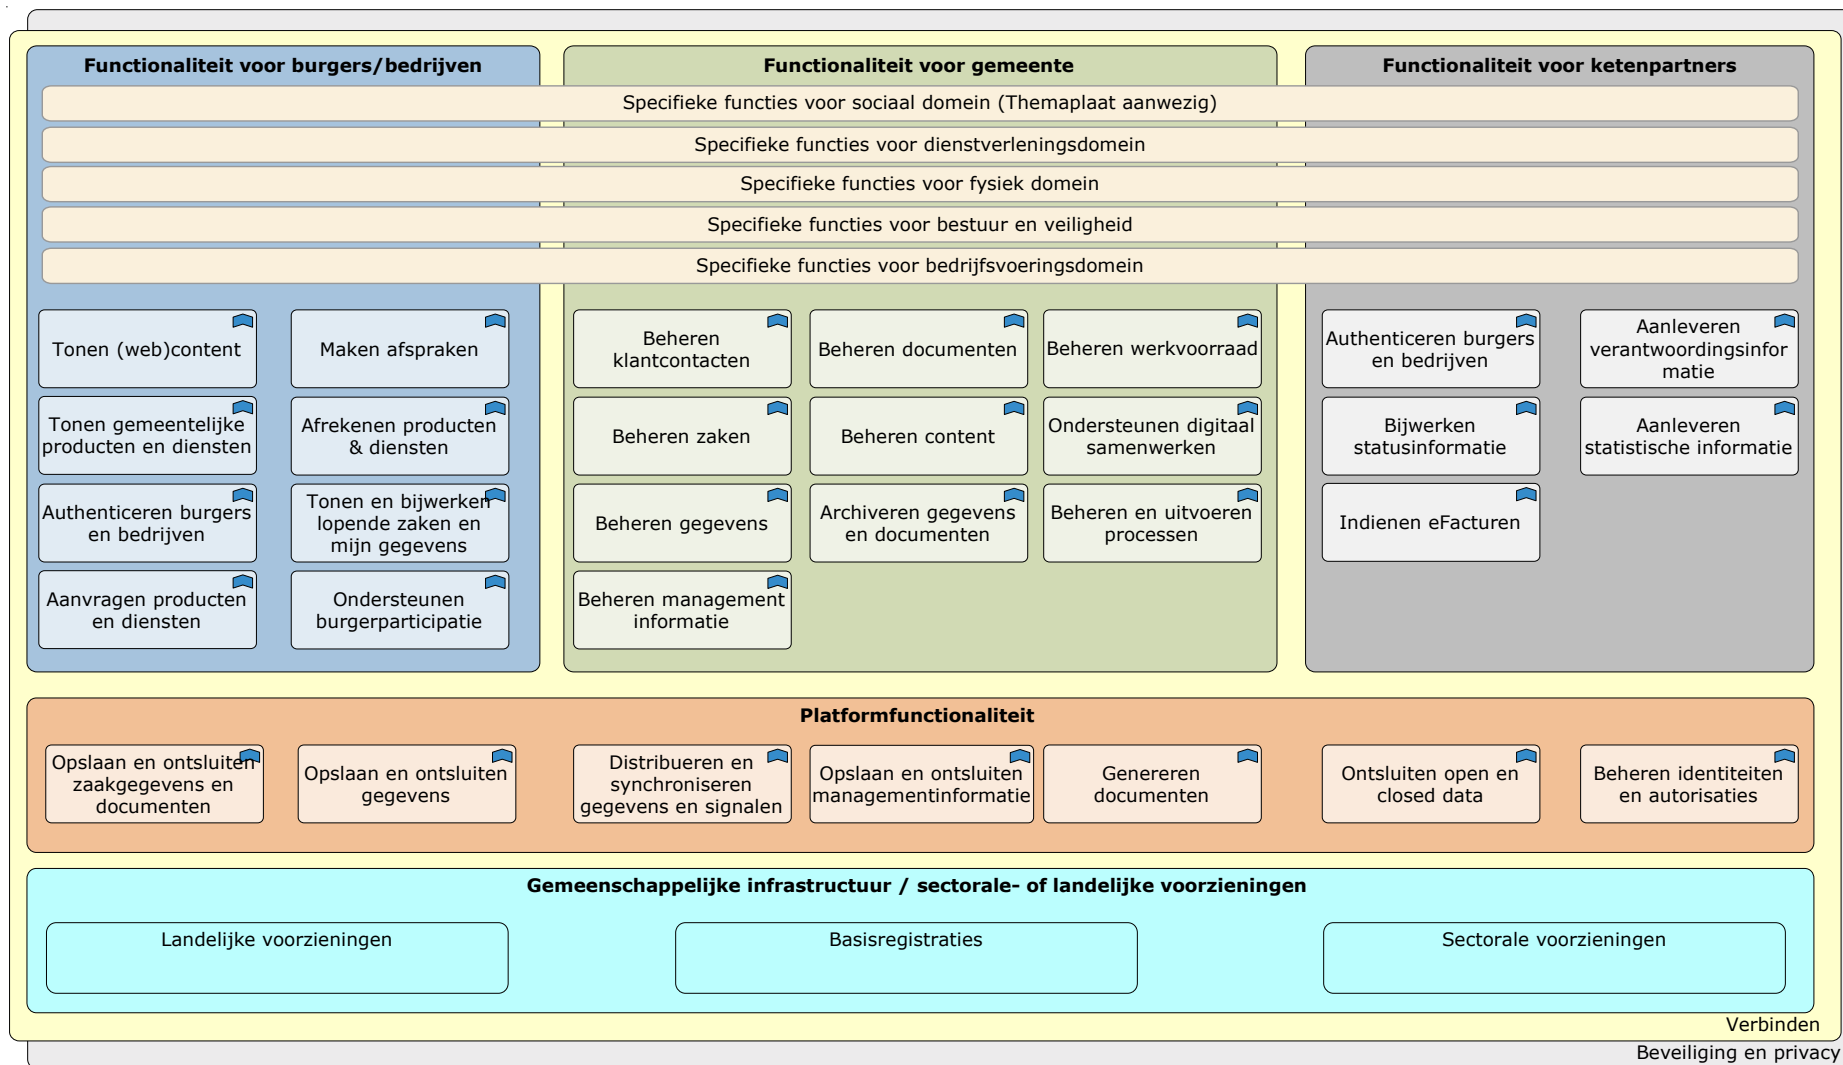 Functionaliteit voor burgers/bedrijven
Functionaliteit voor gemeente
Functionaliteit voor ketenpartners
Specifieke functies voor sociaal domein (Themaplaat aanwezig)
Specifieke functies voor dienstverleningsdomein
Specifieke functies voor fysiek domein
Specifieke functies voor bestuur en veiligheid
Specifieke functies voor bedrijfsvoeringsdomein
Tonen (web)content
Maken afspraken
Tonen gemeentelijke
producten en diensten
Afrekenen producten
& diensten
Authenticeren burgers
en bedrijven
Tonen en bijwerken
lopende zaken en
mijn gegevens
Aanvragen producten
en diensten
Ondersteunen
burgerparticipatie
Beheren
klantcontacten
Beheren documenten
Beheren werkvoorraad
Beheren zaken
Beheren content
Ondersteunen digitaal
samenwerken
Beheren gegevens
Archiveren gegevens
en documenten
Beheren en uitvoeren
processen
Beheren management
informatie
Authenticeren burgers
en bedrijven
Aanleveren
verantwoordingsinfor
matie
Bijwerken
statusinformatie
Aanleveren
statistische informatie
Indienen eFacturen
Platformfunctionaliteit
Opslaan en ontsluiten
zaakgegevens en
documenten
Opslaan en ontsluiten
gegevens
Distribueren en
synchroniseren
gegevens en signalen
Opslaan en ontsluiten
managementinformatie
Genereren
documenten
Ontsluiten open en
closed data
Beheren identiteiten
en autorisaties
Gemeenschappelijke infrastructuur / sectorale- of landelijke voorzieningen
Landelijke voorzieningen
Basisregistraties
Sectorale voorzieningen
Verbinden
Beveiliging en privacy